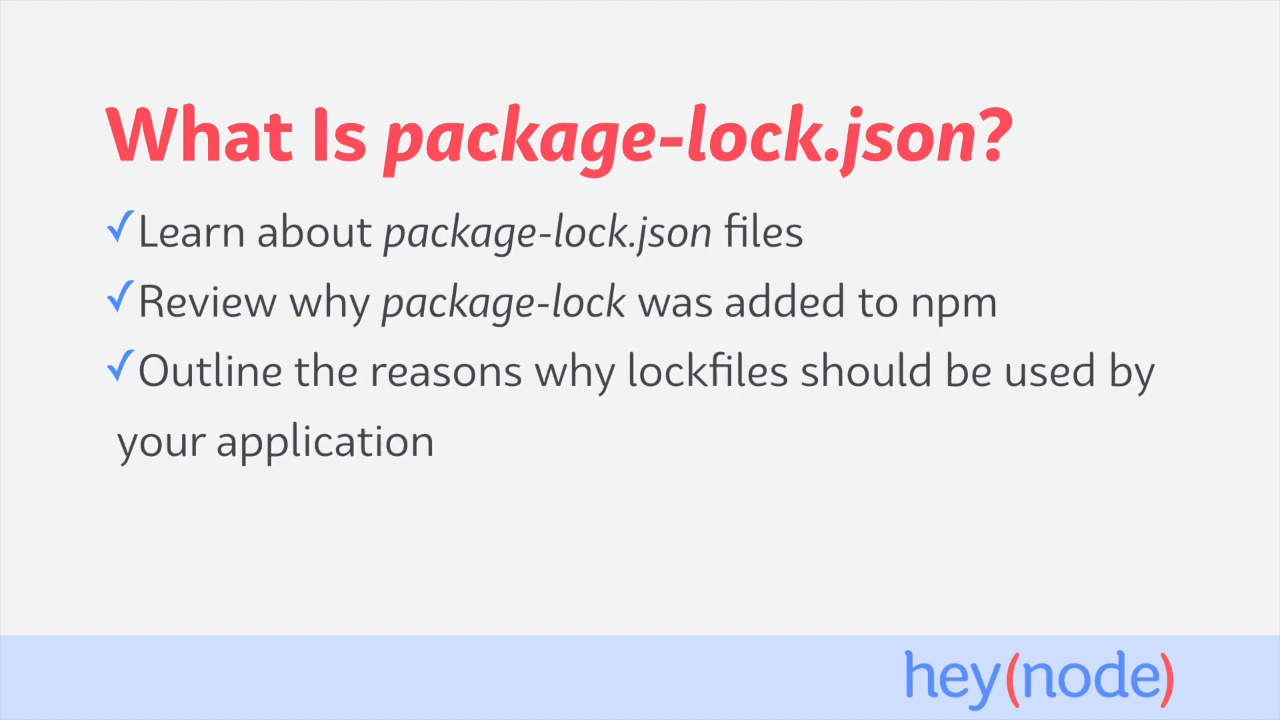 What Is package-lock.json?
✓Learn about package-lock.json files
✓Review why package-lock was added to npm
✓Outline the reasons why lockfiles should be used by
your application
hey(node)